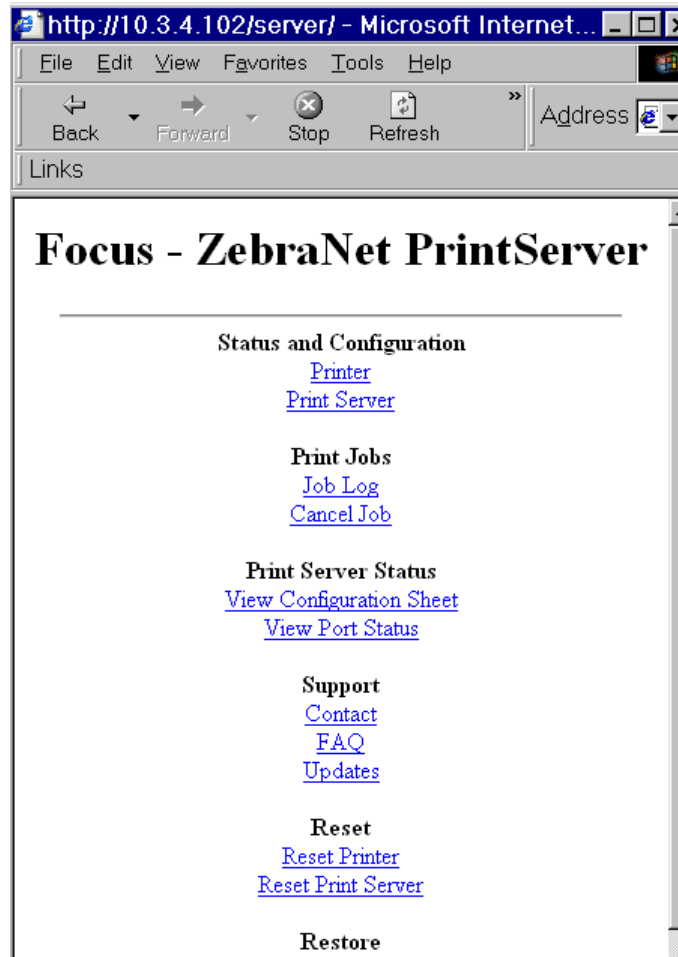 http://10.3.4.102/server/ - Microsoft Internet...
File Edit View Favorites Tools Help
Back Forward Stop Refresh » Address
Links
Focus - ZebraNet PrintServer
Status and Configuration
Printer
Print Server
Print Jobs
Job Log
Cancel Job
Print Server Status
View Configuration Sheet
View Port Status
Support
Contact
FAQ
Updates
Reset
Reset Printer
Reset Print Server
Restore